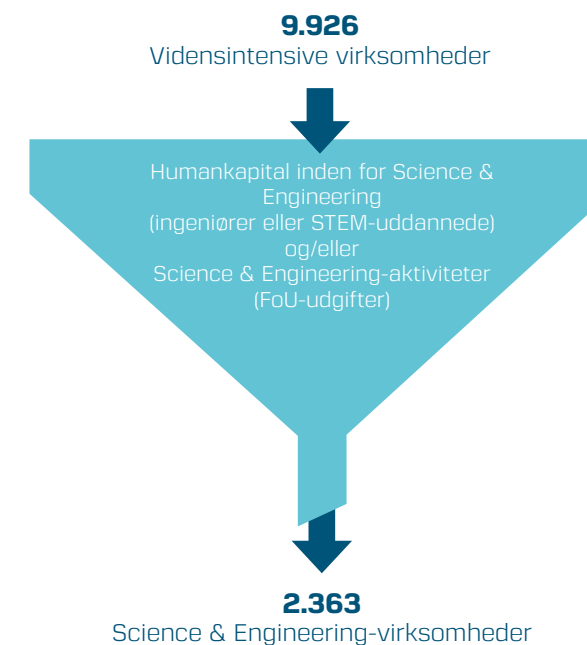 9.926
Vidensintensive virksomheder
Humankapital inden for Science &
Engineering
(ingeniører eller STEM-uddannede)
og/eller
Science & Engineering-aktiviteter
(FoU-udgifter)
2.363
Science & Engineering-virksomheder